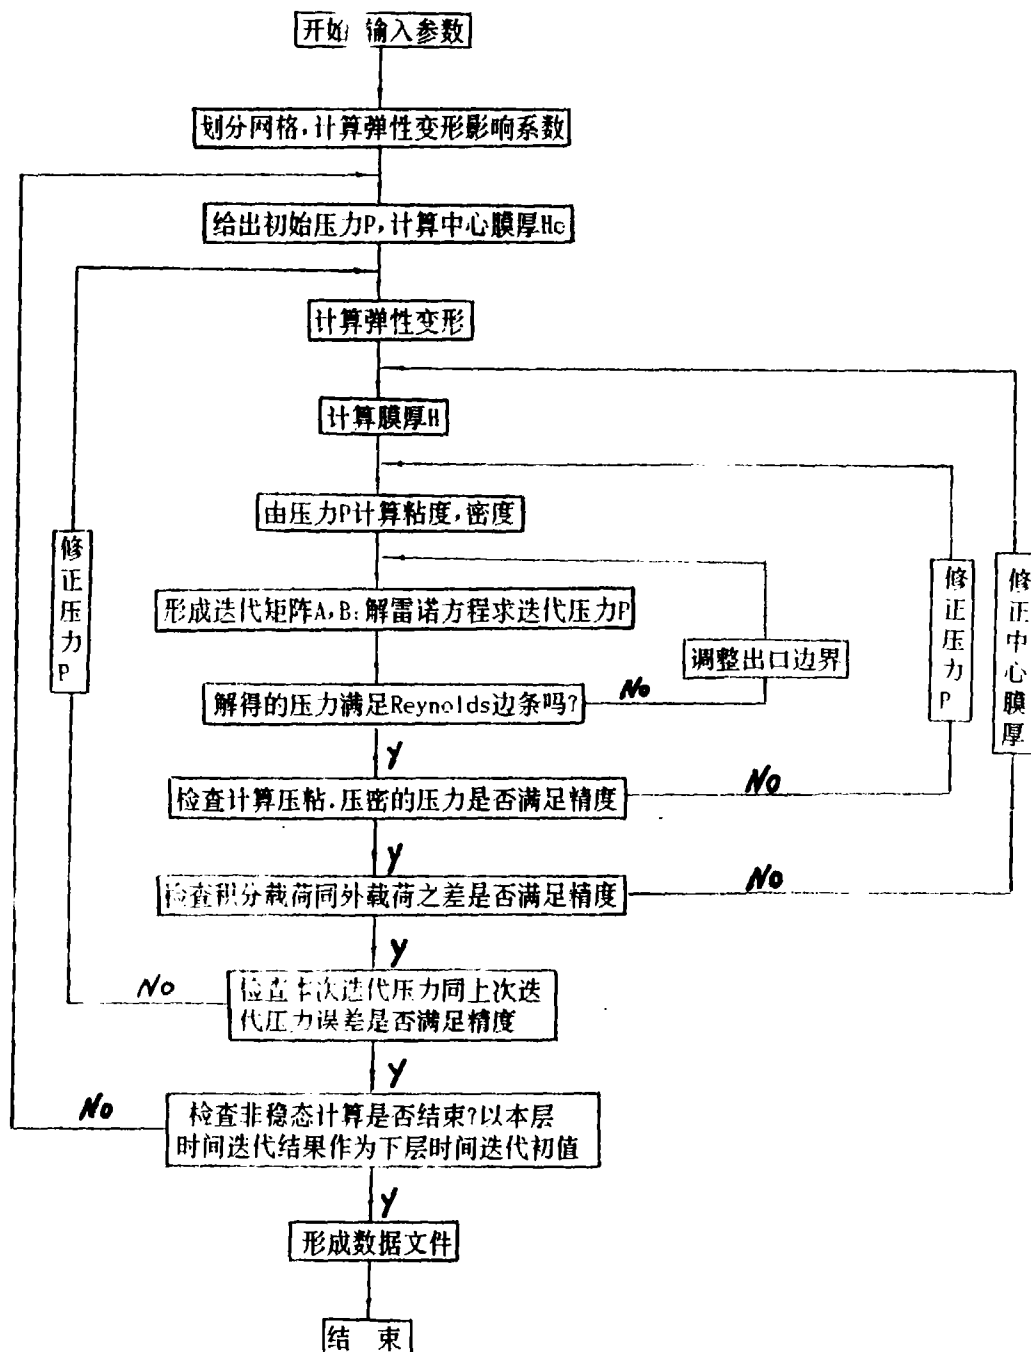 开始 输入参数
划分网格,计算弹性变形影响系数
给出初始压力P,计算中心膜厚Hc
计算弹性变形
计算膜厚H
由压力P计算粘度,密度
形成迭代矩阵A,B;解雷诺方程求迭代压力P
调整出口边界
No
解得的压力满足Reynolds边条吗?
Y
检查计算压粘.压密的压力是否满足精度
No
修正压力P
Y
检查积分载荷同外载荷之差是否满足精度
No
修正中心膜厚
Y
检查本次迭代压力同上次迭
代压力误差是否满足精度
No
修正压力P
Y
检查非稳态计算是否结束?以本层
时间迭代结果作为下层时间迭代初值
No
Y
形成数据文件
结 束